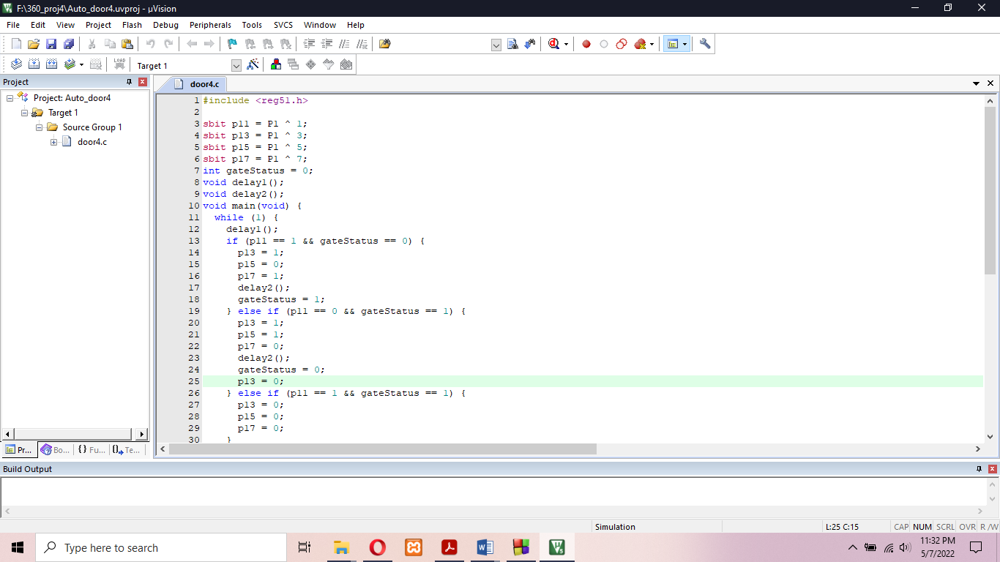 F:\360_proj4\Auto_door4.uvproj - µVision
File Edit View Project Flash Debug Peripherals Tools SVCS Window Help
LOAD
Target 1
Project
Project: Auto_door4
Target 1
Source Group 1
door4.c
Pr... Bo... {} Fu... {} Te...
door4.c
1 #include <reg51.h>
2
3 sbit p11 = P1 ^ 1;
4 sbit p13 = P1 ^ 3;
5 sbit p15 = P1 ^ 5;
6 sbit p17 = P1 ^ 7;
7 int gateStatus = 0;
8 void delay1();
9 void delay2();
10 void main(void) {
11 while (1) {
12 delay1();
13 if (p11 == 1 && gateStatus == 0) {
14 p13 = 1;
15 p15 = 0;
16 p17 = 1;
17 delay2();
18 gateStatus = 1;
19 } else if (p11 == 0 && gateStatus == 1) {
20 p13 = 1;
21 p15 = 1;
22 p17 = 0;
23 delay2();
24 gateStatus = 0;
25 p13 = 0;
26 } else if (p11 == 1 && gateStatus == 1) {
27 p13 = 0;
28 p15 = 0;
29 p17 = 0;
30 }
Build Output
Simulation L:25 C:15 CAP NUM SCRL OVR R /W
Type here to search
11:32 PM
5/7/2022